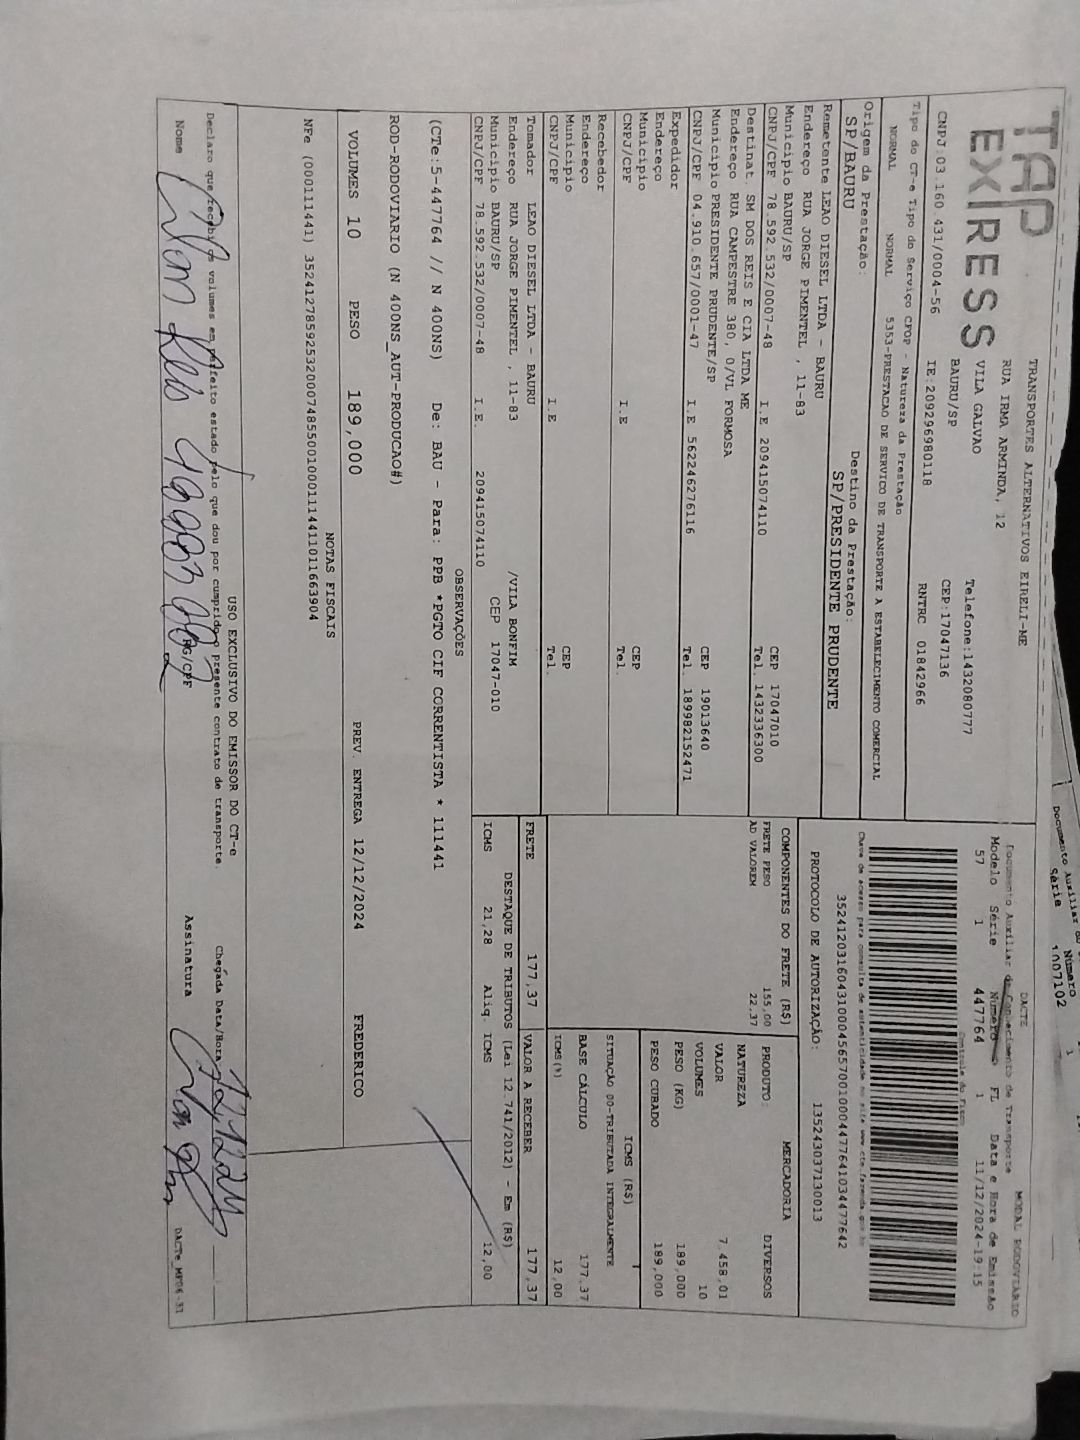 TAP
EXPRESS
TRANSPORTES ALTERNATIVOS EIRELI-ME
RUA IRMA ARMINDA, 12
VILA GALVAO
BAURU/SP
Telefone:1432080777
CEP:17047136
CNPJ:03.160.431/0004-56
IE:209296980118
RNTRC 01842966
Tipo do CT-e Tipo do Serviço CFOP - Natureza da Prestação
NORMAL NORMAL 5353-PRESTACAO DE SERVICO DE TRANSPORTE A ESTABELECIMENTO COMERCIAL
Origem da Prestação:
SP/BAURU
Destino da Prestação:
SP/PRESIDENTE PRUDENTE
Remetente LEAO DIESEL LTDA - BAURU
Endereço RUA JORGE PIMENTEL , 11-83
Municipio BAURU/SP
CEP 17047010
CNPJ/CPF 78.592.532/0007-48 I.E 209415074110 Tel. 1432336300
Destinat. SM DOS REIS E CIA LTDA ME
Endereço RUA CAMPESTRE 380, 0/VL FORMOSA
Municipio PRESIDENTE PRUDENTE/SP
CEP 19013640
CNPJ/CPF 04.910.657/0001-47 I.E 562246276116 Tel. 189982152471
Expedidor
Endereço
Municipio CEP
CNPJ/CPF I.E Tel.
Recebedor
Endereço
Municipio CEP
CNPJ/CPF I.E Tel.
Tomador LEAO DIESEL LTDA - BAURU
Endereço RUA JORGE PIMENTEL , 11-83 /VILA BONFIM
Municipio BAURU/SP CEP 17047-010
CNPJ/CPF 78.592.532/0007-48 I.E. 209415074110
Documento Auxiliar de Conhecimento de Transporte
DACTE
MODAL RODOVIÁRIO
Modelo Série Número FL Data e Hora de Emissão
57 1 447764 1 11/12/2024-19:15
Controle do Fisco
Chave de acesso para consulta de autenticidade no site www.cte.fazenda.gov.br
35241203160431000456570010004477641034477642
PROTOCOLO DE AUTORIZAÇÃO: 135243037130013
COMPONENTES DO FRETE (R$)
FRETE PESO 155,00
AD VALOREM 22,37
MERCADORIA
PRODUTO: DIVERSOS
NATUREZA
VALOR 7.458,01
VOLUMES 10
PESO (KG) 189,000
PESO CUBADO 189,000
ICMS (R$)
SITUAÇÃO 00-TRIBUTADA INTEGRALMENTE
BASE CÁLCULO 177,37
ICMS(%) 12,00
FRETE 177,37 VALOR A RECEBER 177,37
DESTAQUE DE TRIBUTOS (Lei 12.741/2012) - Em (R$)
ICMS 21,28 Aliq. ICMS 12,00
OBSERVAÇÕES
(CTe:5-447764 // N 400NS) De: BAU - Para: PPB *PGTO CIF CORRENTISTA * 111441
ROD-RODOVIARIO (N 400NS_AUT-PRODUCAO#)
VOLUMES 10 PESO 189,000 PREV. ENTREGA 12/12/2024 FREDERICO
NOTAS FISCAIS
NFe (000111441) 35241278592532000748550010001114411011663904
USO EXCLUSIVO DO EMISSOR DO CT-e
Declaro que recebi os volumes em perfeito estado pelo que dou por cumprido o presente contrato de transporte.
Chegada Data/Hora
Nome
RG/CPF
Assinatura
DACTe_MP06-31
Documento Auxiliar do
Série Número
1007102
1